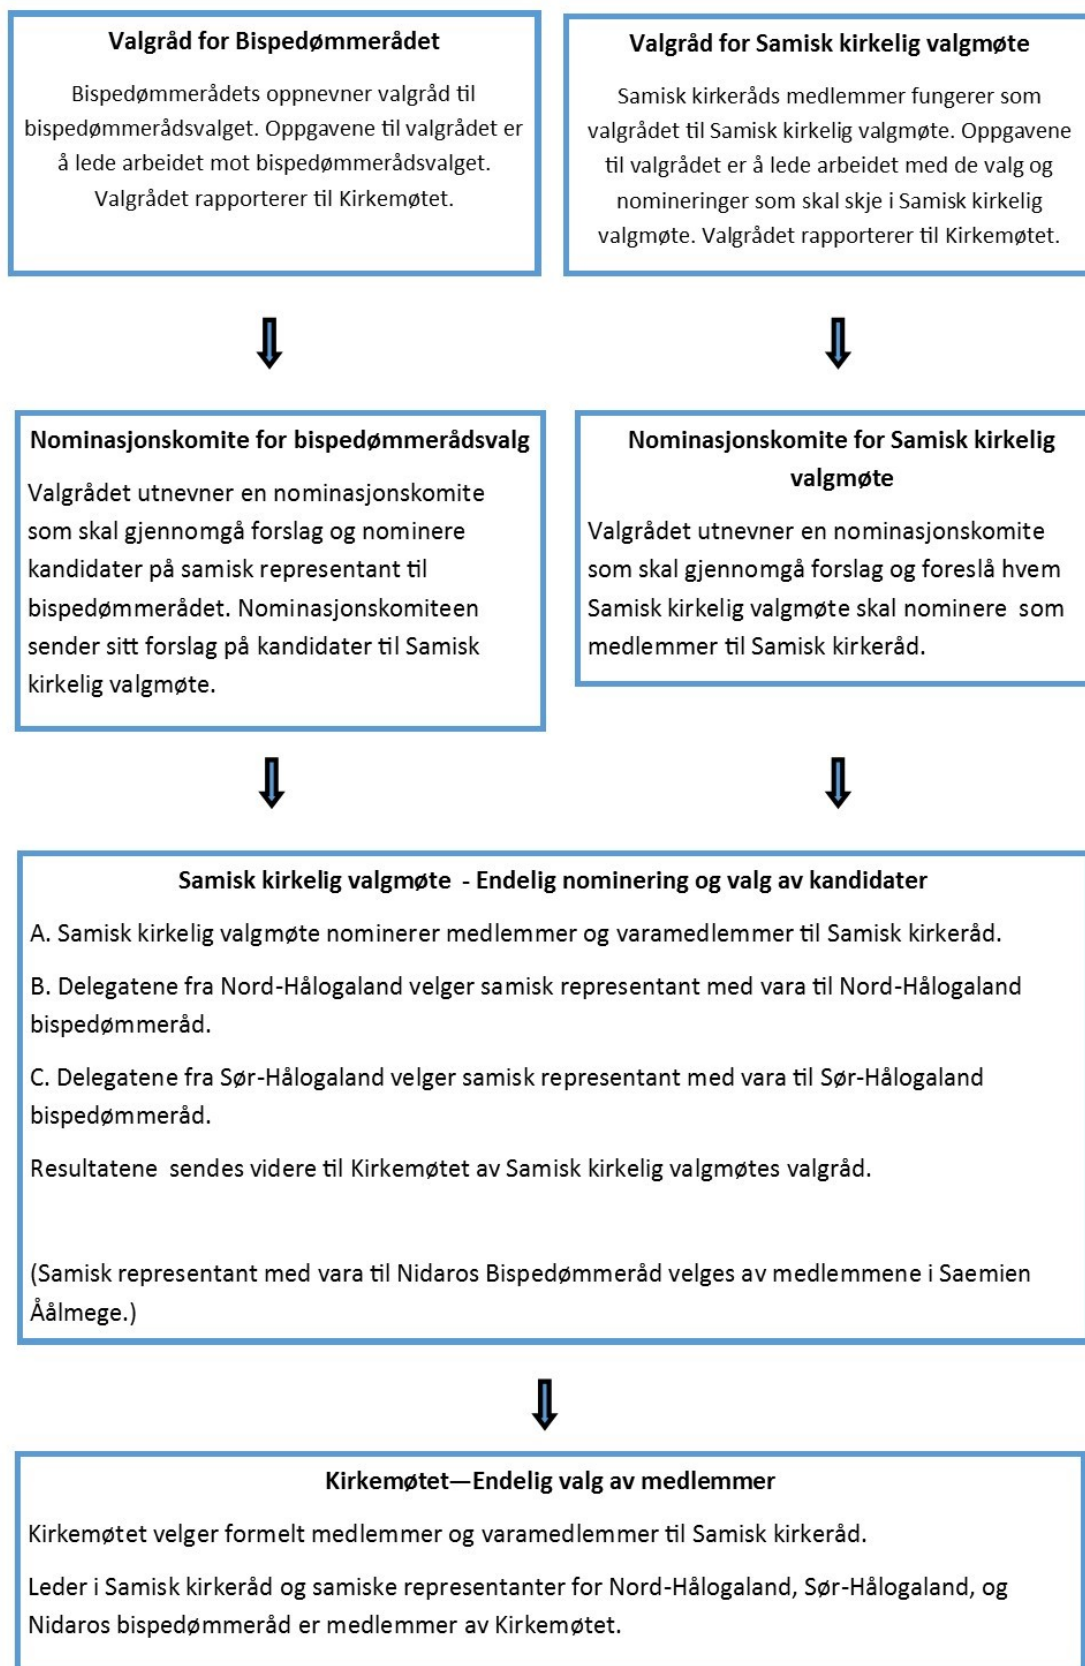 Valgråd for Bispedømmerådet
Bispedømmerådets oppnevner valgråd til
bispedømmerådsvalget. Oppgavene til valgrådet er
å lede arbeidet mot bispedømmerådsvalget.
Valgrådet rapporterer til Kirkemøtet.
Valgråd for Samisk kirkelig valgmøte
Samisk kirkeråds medlemmer fungerer som
valgrådet til Samisk kirkelig valgmøte. Oppgavene
til valgrådet er å lede arbeidet med de valg og
nomineringer som skal skje i Samisk kirkelig
valgmøte. Valgrådet rapporterer til Kirkemøtet.
Nominasjonskomite for bispedømmerådsvalg
Valgrådet utnevner en nominasjonskomite
som skal gjennomgå forslag og nominere
kandidater på samisk representant til
bispedømmerådet. Nominasjonskomiteen
sender sitt forslag på kandidater til Samisk
kirkelig valgmøte.
Nominasjonskomite for Samisk kirkelig
valgmøte
Valgrådet utnevner en nominasjonskomite
som skal gjennomgå forslag og foreslå hvem
Samisk kirkelig valgmøte skal nominere  som
medlemmer til Samisk kirkeråd.
Samisk kirkelig valgmøte  - Endelig nominering og valg av kandidater
A. Samisk kirkelig valgmøte nominerer medlemmer og varamedlemmer til Samisk kirkeråd.
B. Delegatene fra Nord-Hålogaland velger samisk representant med vara til Nord-Hålogaland
bispedømmeråd.
C. Delegatene fra Sør-Hålogaland velger samisk representant med vara til Sør-Hålogaland
bispedømmeråd.
Resultatene  sendes videre til Kirkemøtet av Samisk kirkelig valgmøtes valgråd.
(Samisk representant med vara til Nidaros Bispedømmeråd velges av medlemmene i Saemien
Åålmege.)
Kirkemøtet—Endelig valg av medlemmer
Kirkemøtet velger formelt medlemmer og varamedlemmer til Samisk kirkeråd.
Leder i Samisk kirkeråd og samiske representanter for Nord-Hålogaland, Sør-Hålogaland, og
Nidaros bispedømmeråd er medlemmer av Kirkemøtet.